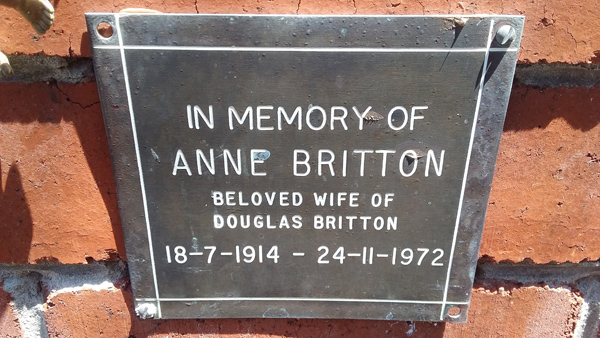 IN MEMORY OF
ANNE BRITTON
BELOVED WIFE OF
DOUGLAS BRITTON
18-7-1914 - 24-11-1972